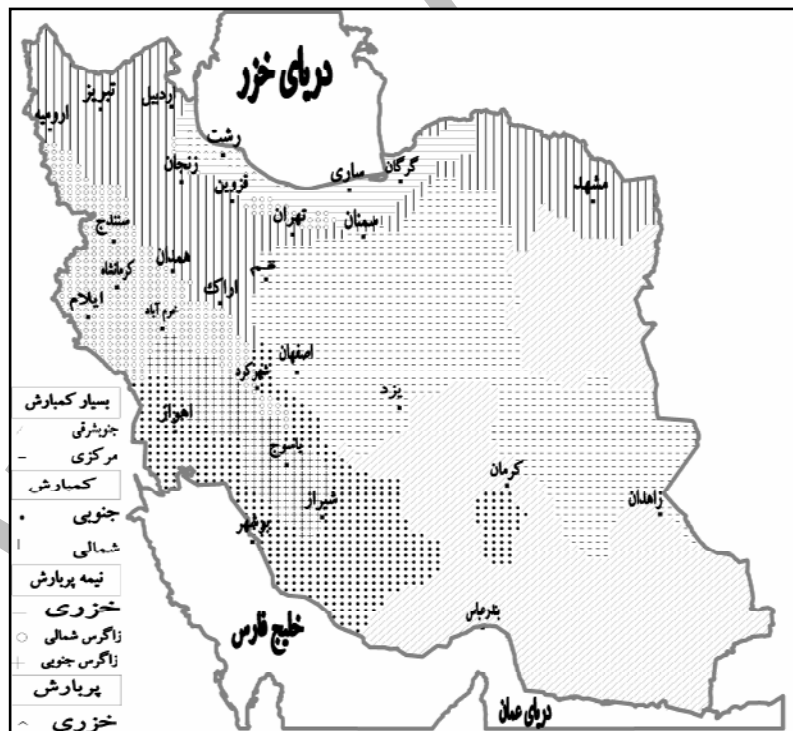 دریای خزر
تبریز
اردبیل
ارومیه
رشت
زنجان
قزوین
ساری
گرگان
مشهد
سنندج
تهران
سمنان
همدان
کرمانشاه
قم
اراک
ایلام
خرم آباد
اصفهان
شهرکرد
یزد
اهواز
یاسوج
کرمان
شیراز
زاهدان
بوشهر
بندرعباس
خلیج فارس
دریای عمان
بسیار کمبارش
جنوبشرقی
مرکزی
کمبارش
جنوبی
شمالی
نیمه پربارش
خزری
زاگرس شمالی
زاگرس جنوبی
پربارش
خزری